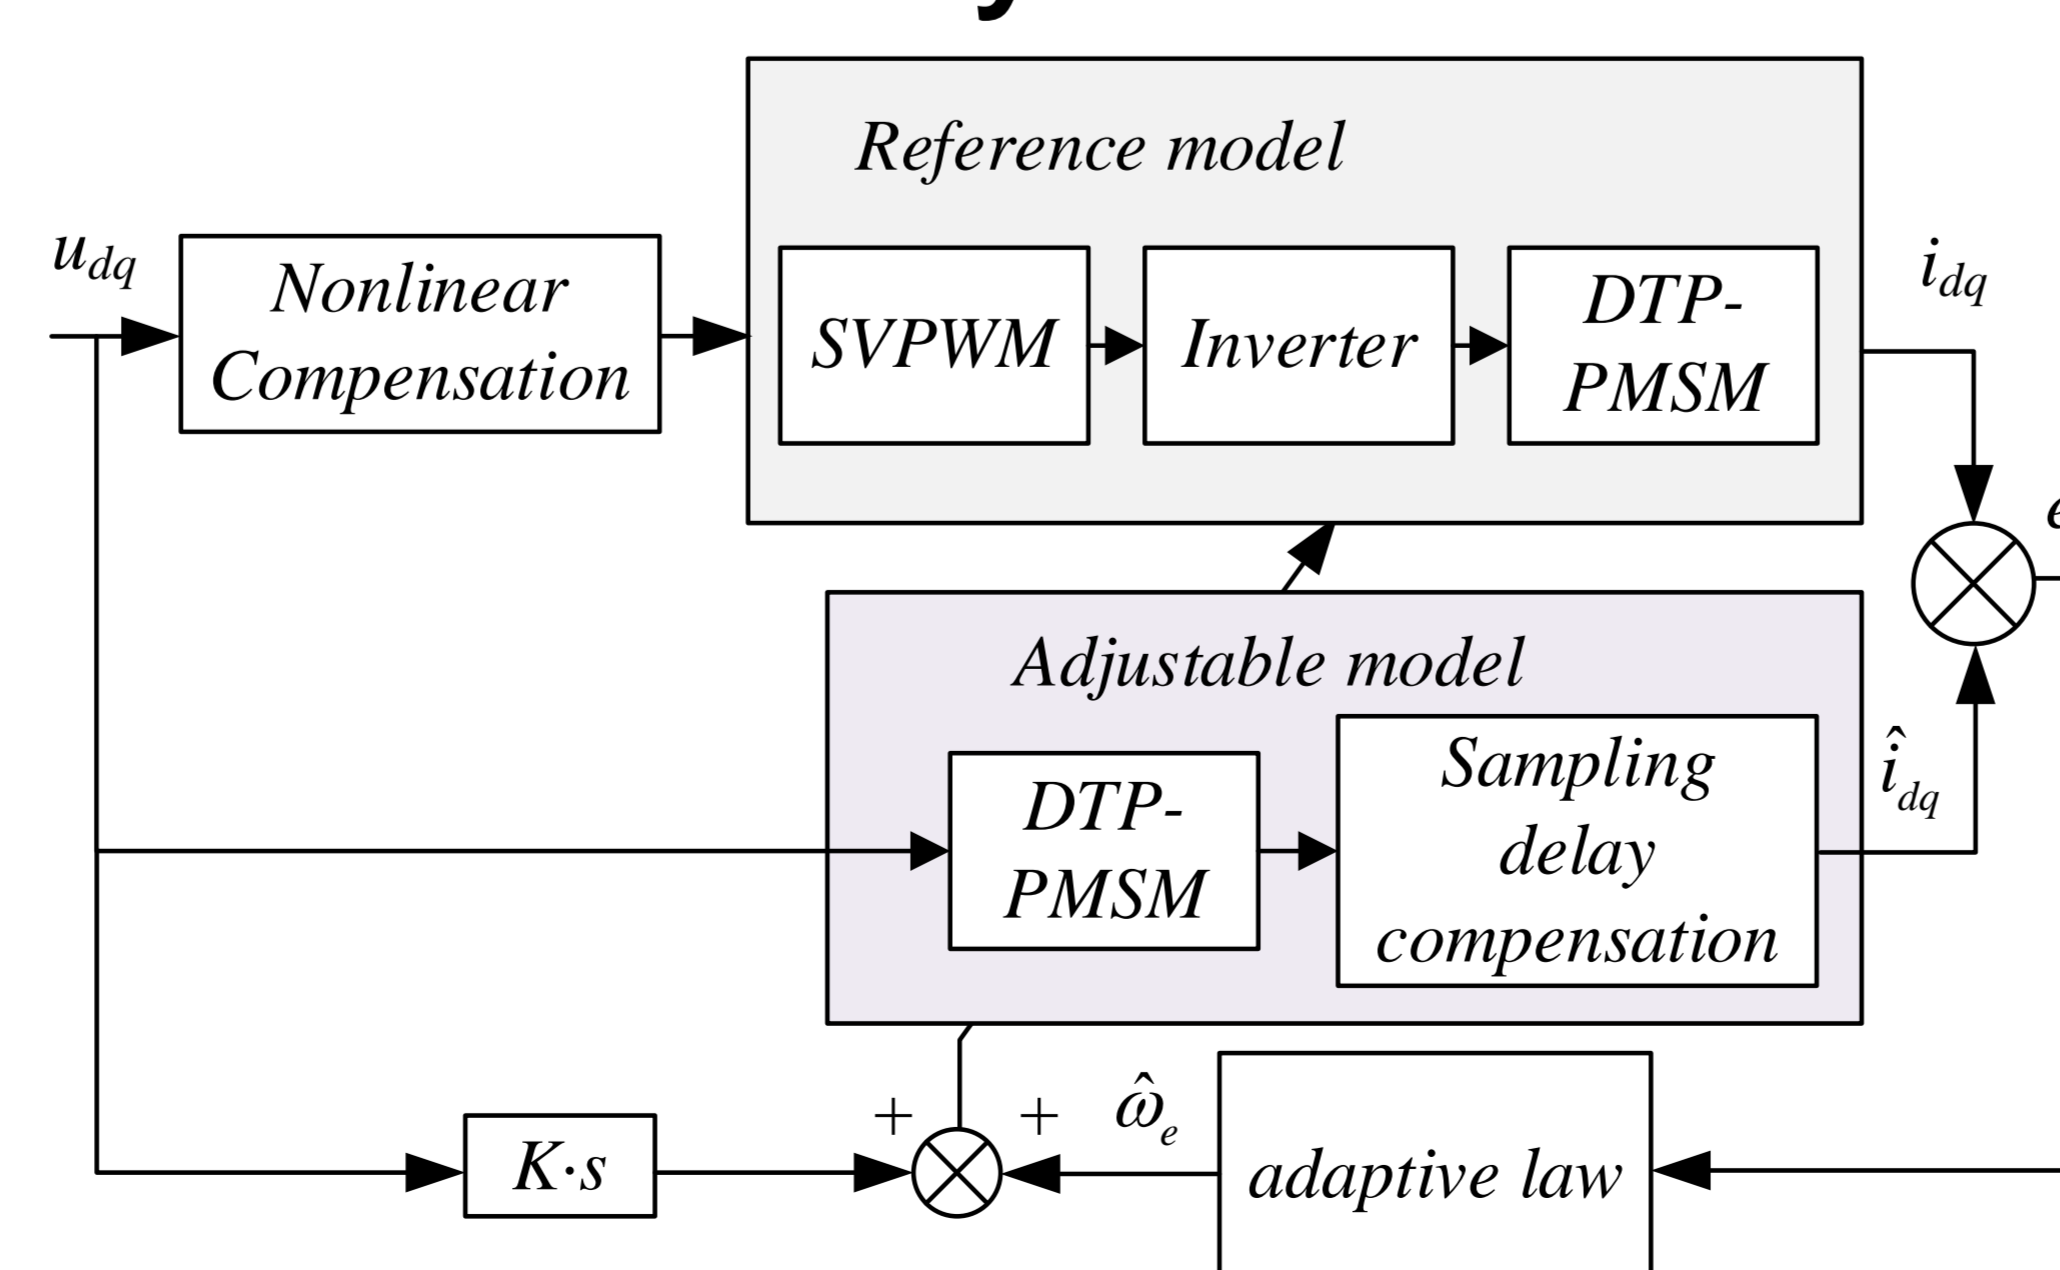 Reference model
u_dq
Nonlinear
Compensation
SVPWM
Inverter
DTP-
PMSM
i_dq
Adjustable model
DTP-
PMSM
Sampling
delay
compensation
î_dq
K·s
+
+
ω̂_e
adaptive law